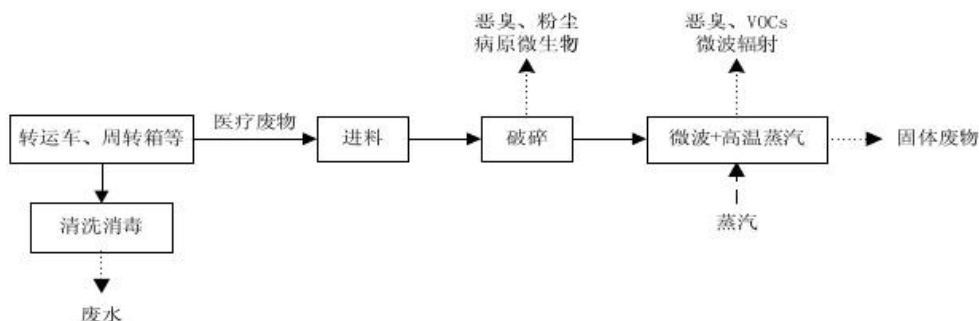 恶臭、粉尘
病原微生物
恶臭、VOCs
微波辐射
转运车、周转箱等
医疗废物
进料
破碎
微波+高温蒸汽
固体废物
清洗消毒
蒸汽
废水